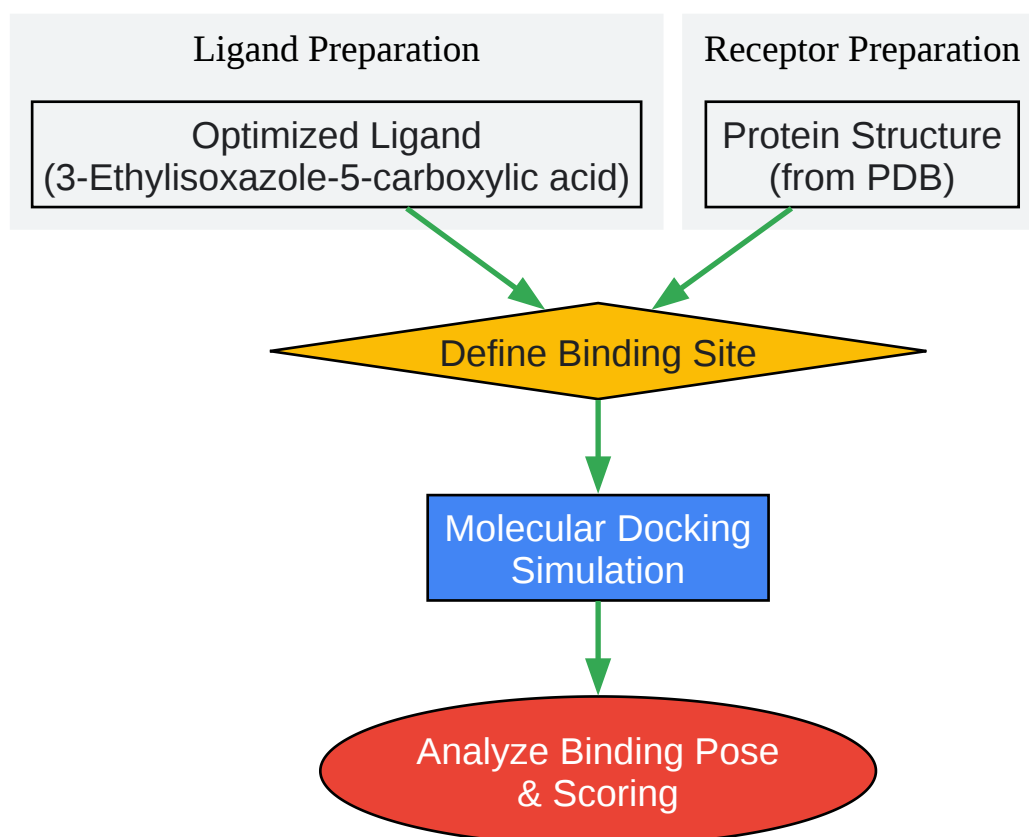 Ligand Preparation
Optimized Ligand
(3-Ethylisoxazole-5-carboxylic acid)
Receptor Preparation
Protein Structure
(from PDB)
Define Binding Site
Molecular Docking
Simulation
Analyze Binding Pose
& Scoring